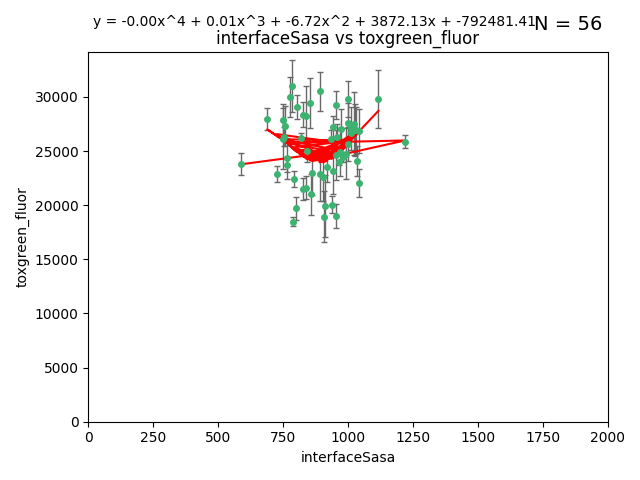 y = -0.00x^4 + 0.01x^3 + -6.72x^2 + 3872.13x + -792481.41
N = 56
interfaceSasa vs toxgreen_fluor
30000
25000
20000
15000
10000
5000
0
toxgreen_fluor
0 250 500 750 1000 1250 1500 1750 2000
interfaceSasa